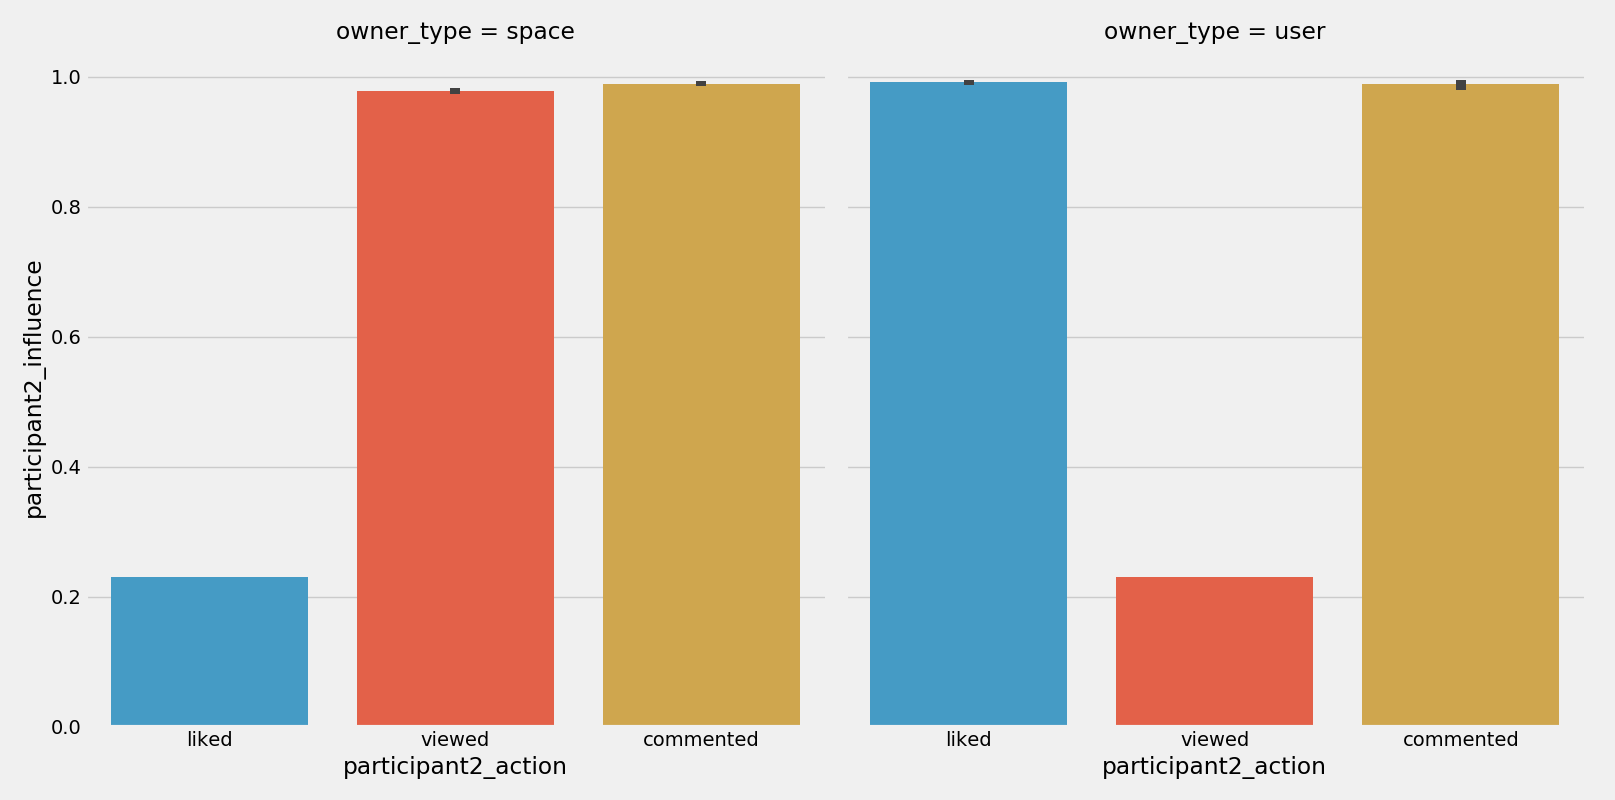 owner_type = space
owner_type = user
participant2_influence
1.0
0.8
0.6
0.4
0.2
0.0
liked viewed commented
liked viewed commented
participant2_action
participant2_action